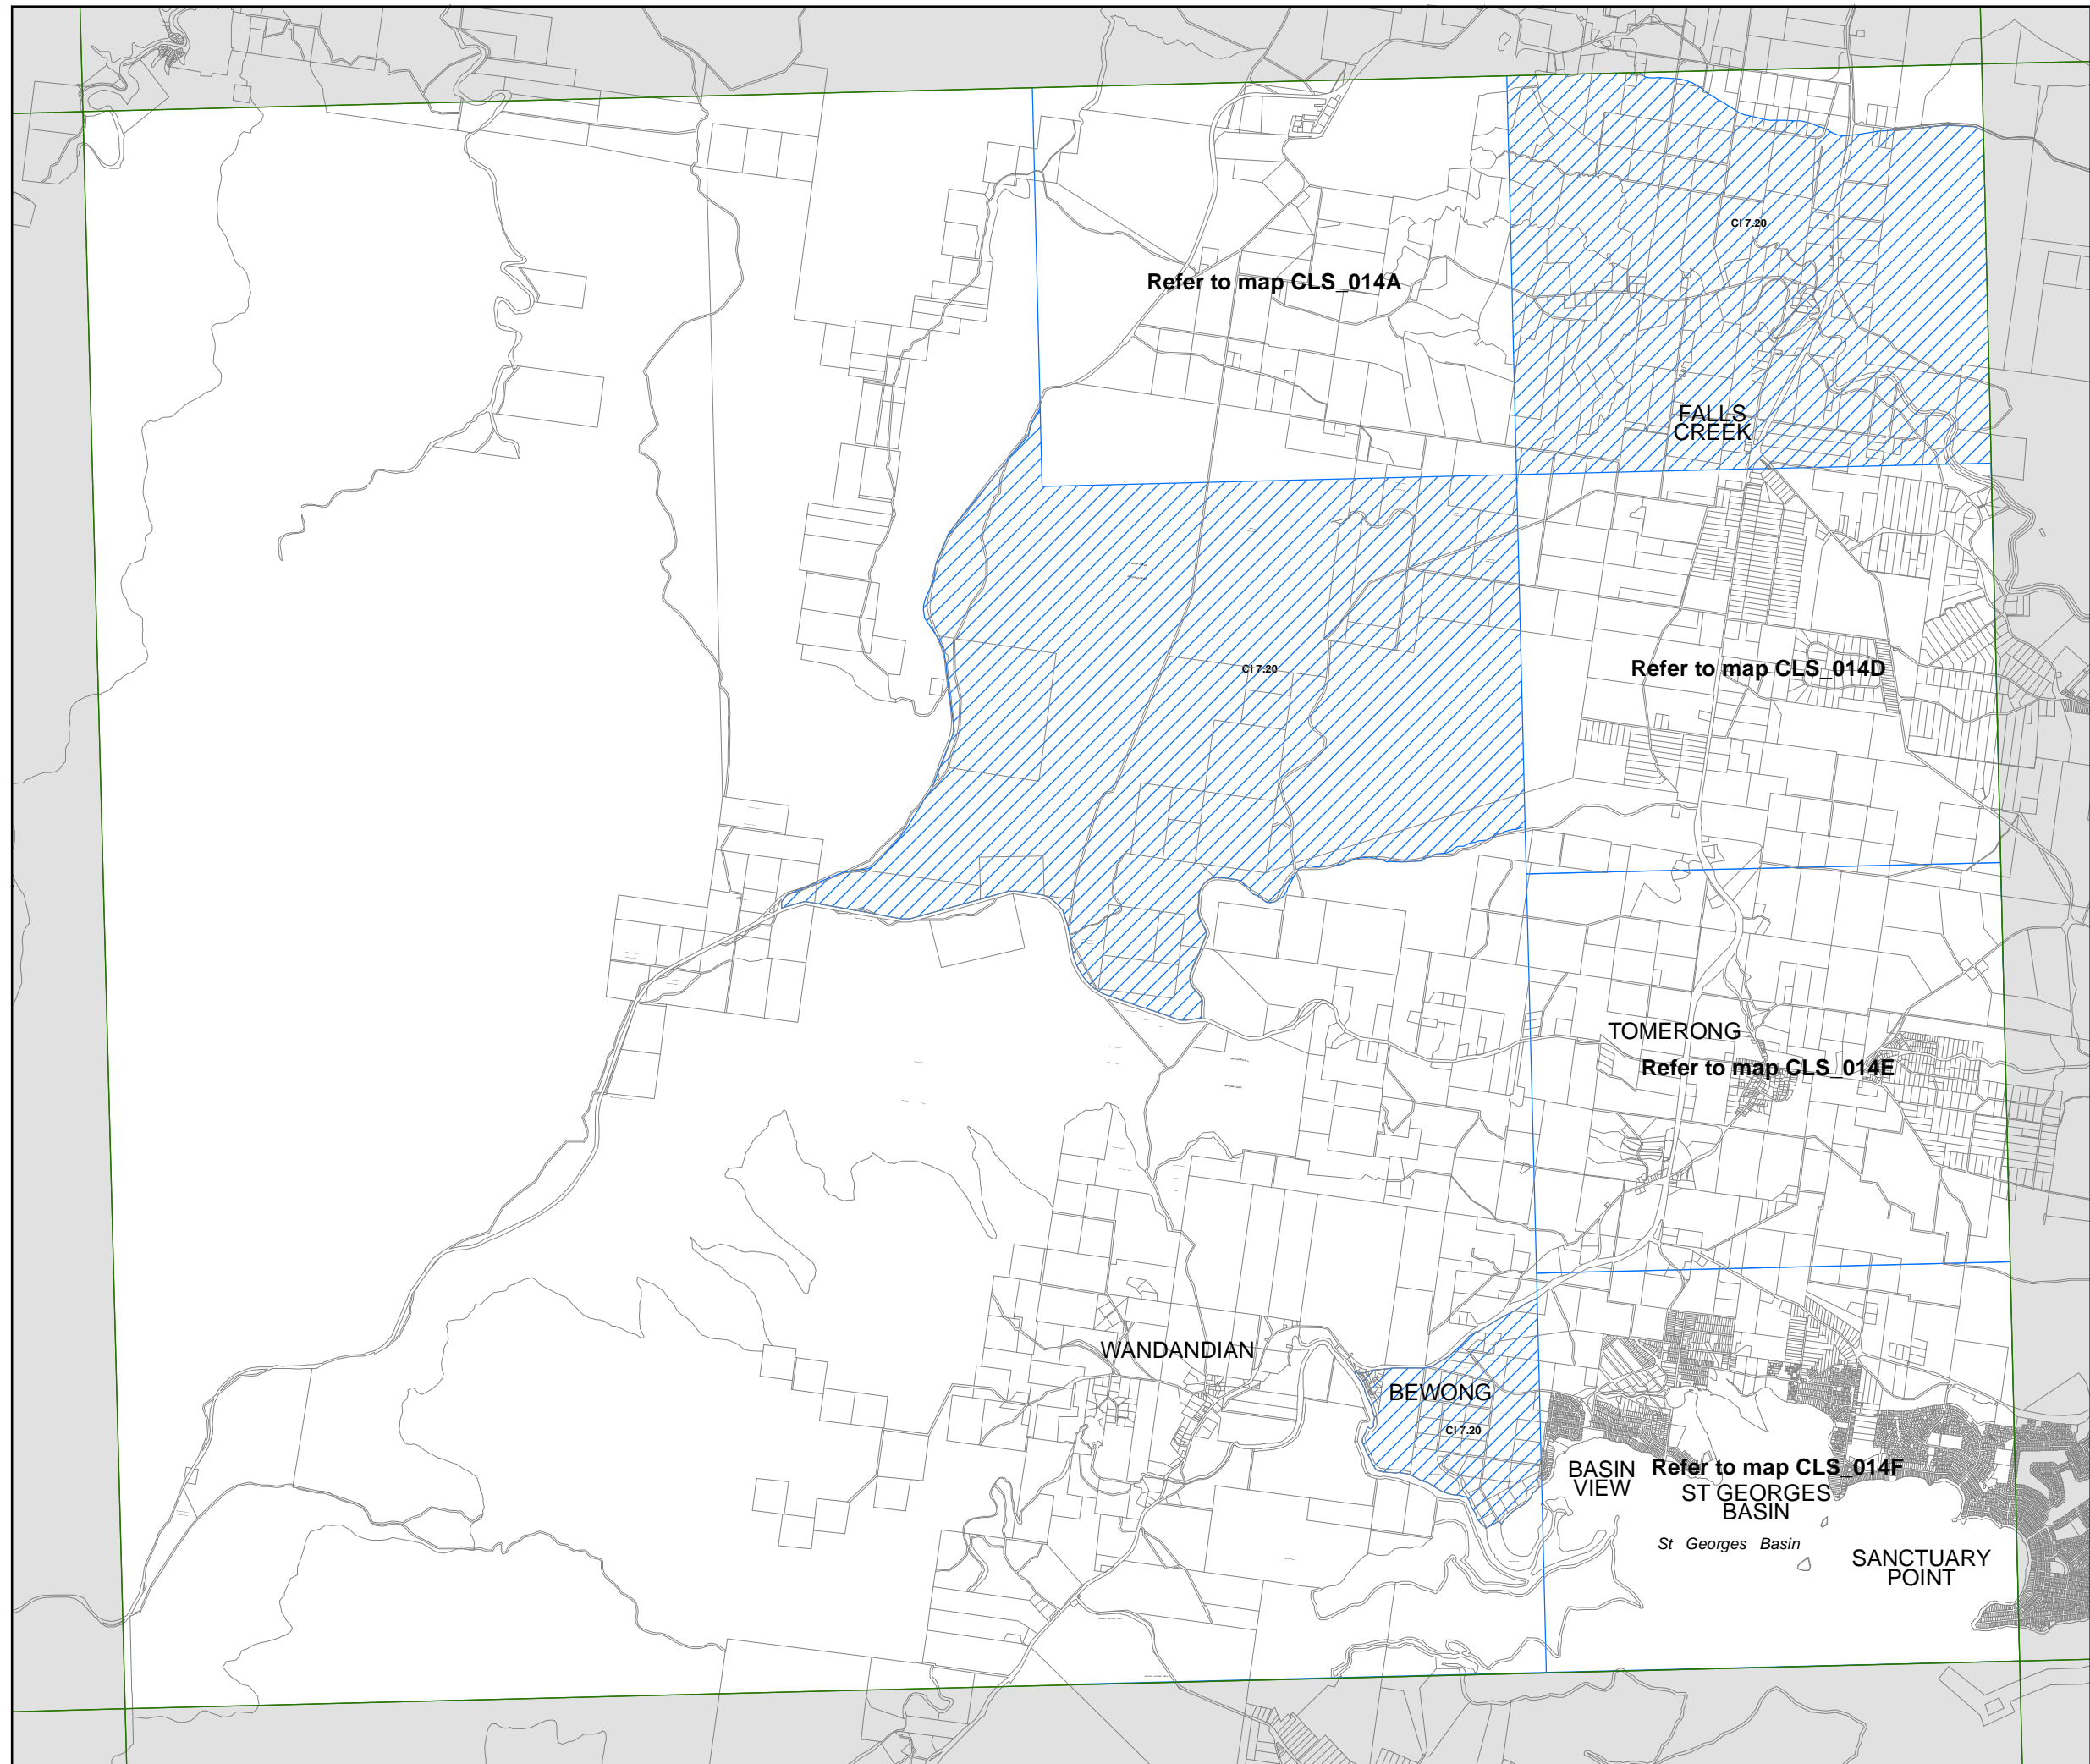 Cl 7.20
Refer to map CLS_014A
FALLS
CREEK
Cl 7.20
Refer to map CLS_014D
TOMERONG
Refer to map CLS_014E
WANDANDIAN
BEWONG
Cl 7.20
BASIN
VIEW
Refer to map CLS_014F
ST GEORGES
BASIN
St Georges Basin
SANCTUARY
POINT